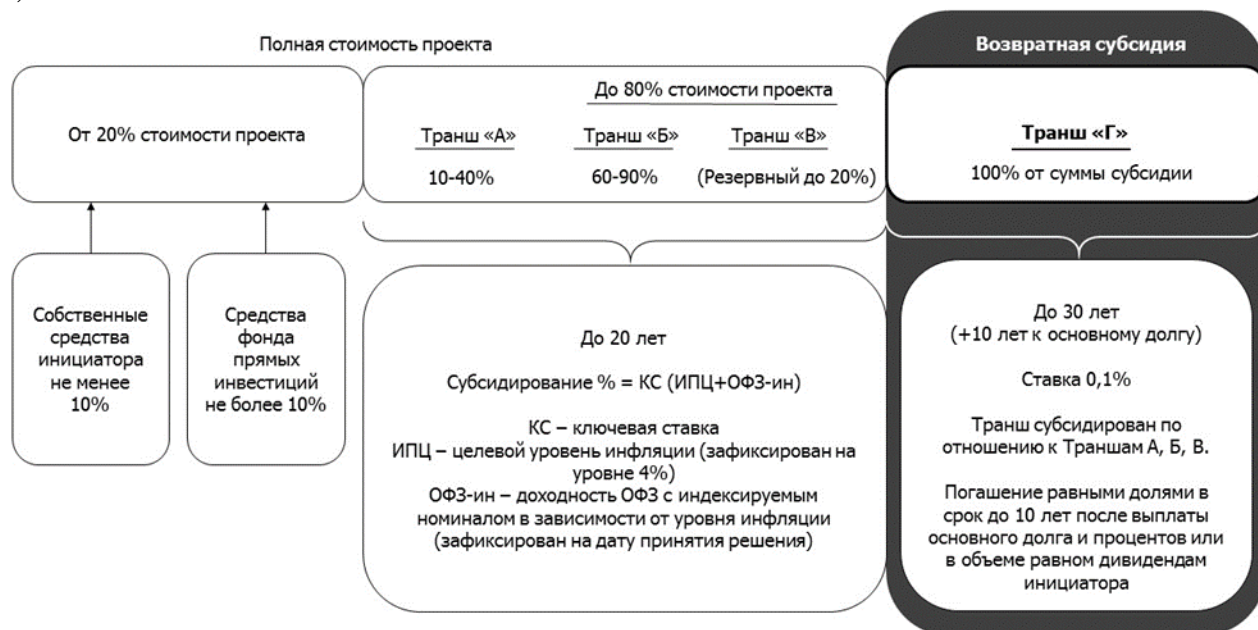 )
Полная стоимость проекта
Возвратная субсидия
От 20% стоимости проекта
До 80% стоимости проекта
Транш «А»
Транш «Б»
Транш «В»
10-40%
60-90%
(Резервный до 20%)
Транш «Г»
100% от суммы субсидии
Собственные
средства
инициатора
не менее
10%
Средства
фонда
прямых
инвестиций
не более 10%
До 20 лет
Субсидирование % = КС (ИПЦ+ОФЗ-ин)
КС – ключевая ставка
ИПЦ – целевой уровень инфляции (зафиксирован на
уровне 4%)
ОФЗ-ин – доходность ОФЗ с индексируемым
номиналом в зависимости от уровня инфляции
(зафиксирован на дату принятия решения)
До 30 лет
(+10 лет к основному долгу)
Ставка 0,1%
Транш субсидирован по
отношению к Траншам А, Б, В.
Погашение равными долями в
срок до 10 лет после выплаты
основного долга и процентов или
в объеме равном дивидендам
инициатора